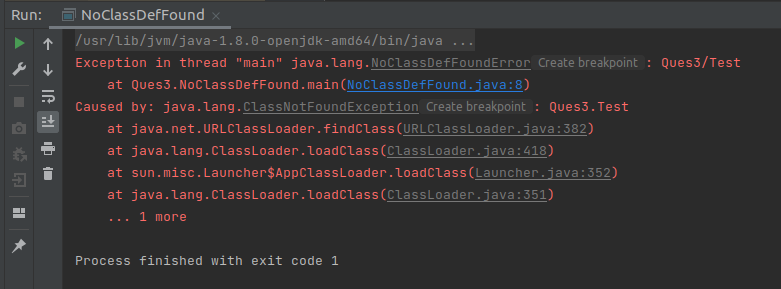 Run: NoClassDefFound ×
/usr/lib/jvm/java-1.8.0-openjdk-amd64/bin/java ...
Exception in thread "main" java.lang.NoClassDefFoundError Create breakpoint : Ques3/Test
at Ques3.NoClassDefFound.main(NoClassDefFound.java:8)
Caused by: java.lang.ClassNotFoundException Create breakpoint : Ques3.Test
at java.net.URLClassLoader.findClass(URLClassLoader.java:382)
at java.lang.ClassLoader.loadClass(ClassLoader.java:418)
at sun.misc.Launcher$AppClassLoader.loadClass(Launcher.java:352)
at java.lang.ClassLoader.loadClass(ClassLoader.java:351)
... 1 more
Process finished with exit code 1